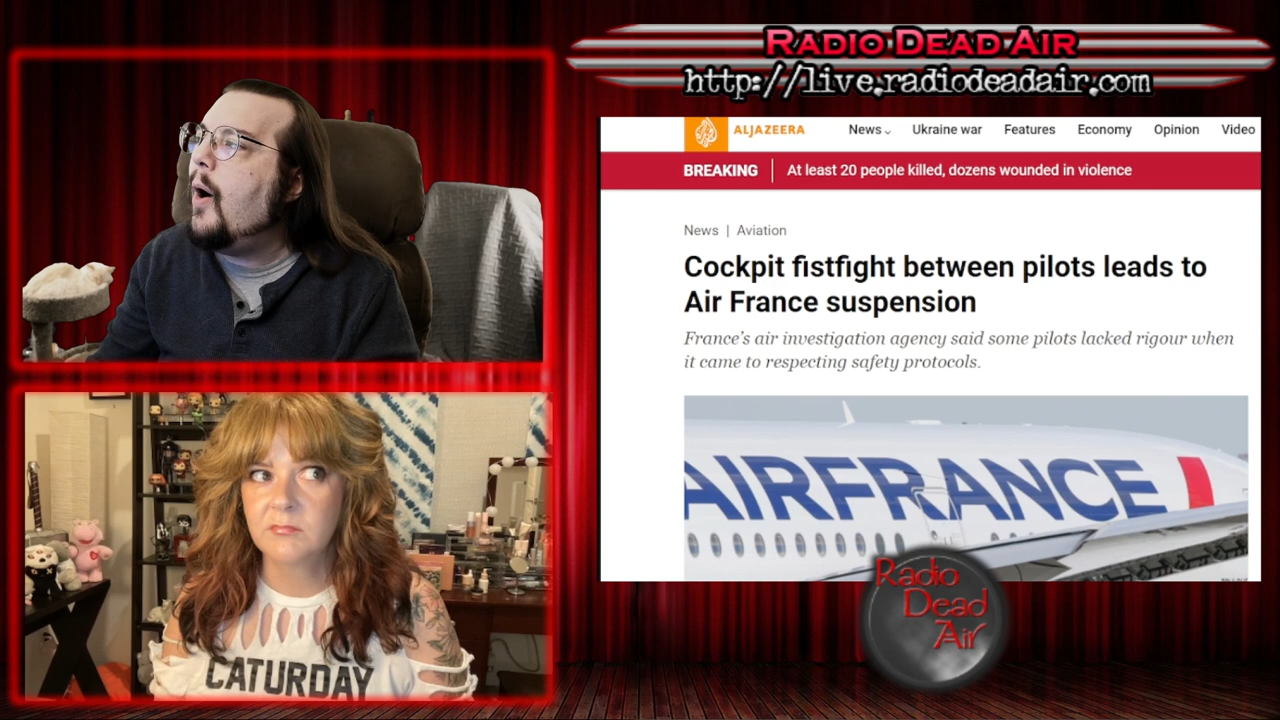 RADIO DEAD AIR
http://live.radiodeadair.com
ALJAZEERA News Ukraine war Features Economy Opinion Video
BREAKING At least 20 people killed, dozens wounded in violence
News | Aviation
Cockpit fistfight between pilots leads to
Air France suspension
France's air investigation agency said some pilots lacked rigour when
it came to respecting safety protocols.
AIRFRANCE
Radio
Dead
Air
CATURDAY